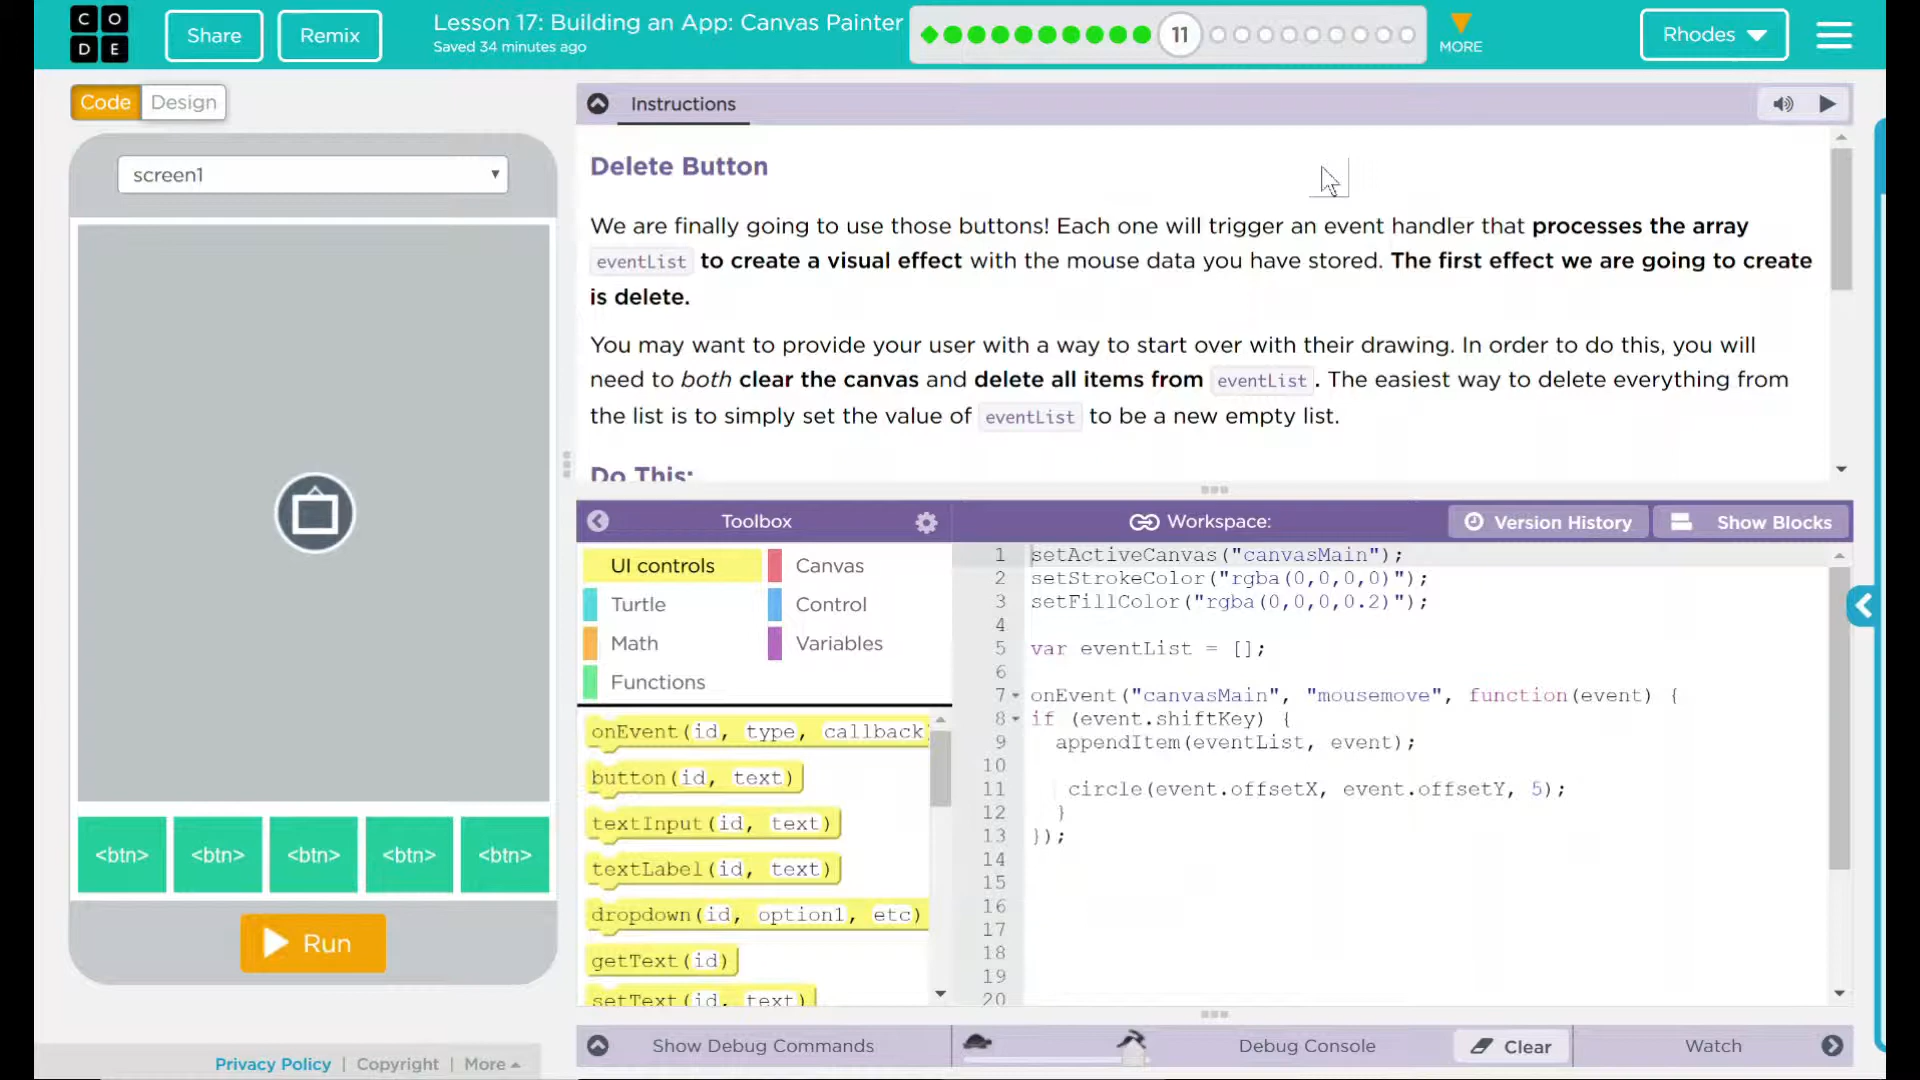 C O D E
Share
Remix
Lesson 17: Building an App: Canvas Painter
Saved 34 minutes ago
11
MORE
Rhodes
Code
Design
Instructions
screen1
Delete Button
We are finally going to use those buttons! Each one will trigger an event handler that processes the array
eventList to create a visual effect with the mouse data you have stored. The first effect we are going to create
is delete.
You may want to provide your user with a way to start over with their drawing. In order to do this, you will
need to both clear the canvas and delete all items from eventList. The easiest way to delete everything from
the list is to simply set the value of eventList to be a new empty list.
Do This:
Toolbox
Workspace:
Version History
Show Blocks
UI controls
Canvas
Turtle
Control
Math
Variables
Functions
onEvent(id, type, callback)
button(id, text)
textInput(id, text)
textLabel(id, text)
dropdown(id, option1, etc)
getText(id)
setText(id, text)
1 setActiveCanvas("canvasMain");
2 setStrokeColor("rgba(0,0,0,0)");
3 setFillColor("rgba(0,0,0,0.2)");
4
5 var eventList = [];
6
7 onEvent("canvasMain", "mousemove", function(event) {
8 if (event.shiftKey) {
9 appendItem(eventList, event);
10
11 circle(event.offsetX, event.offsetY, 5);
12 }
13 });
14
15
16
17
18
19
20
<btn> <btn> <btn> <btn> <btn>
Run
Show Debug Commands
Debug Console
Clear
Watch
Privacy Policy | Copyright | More